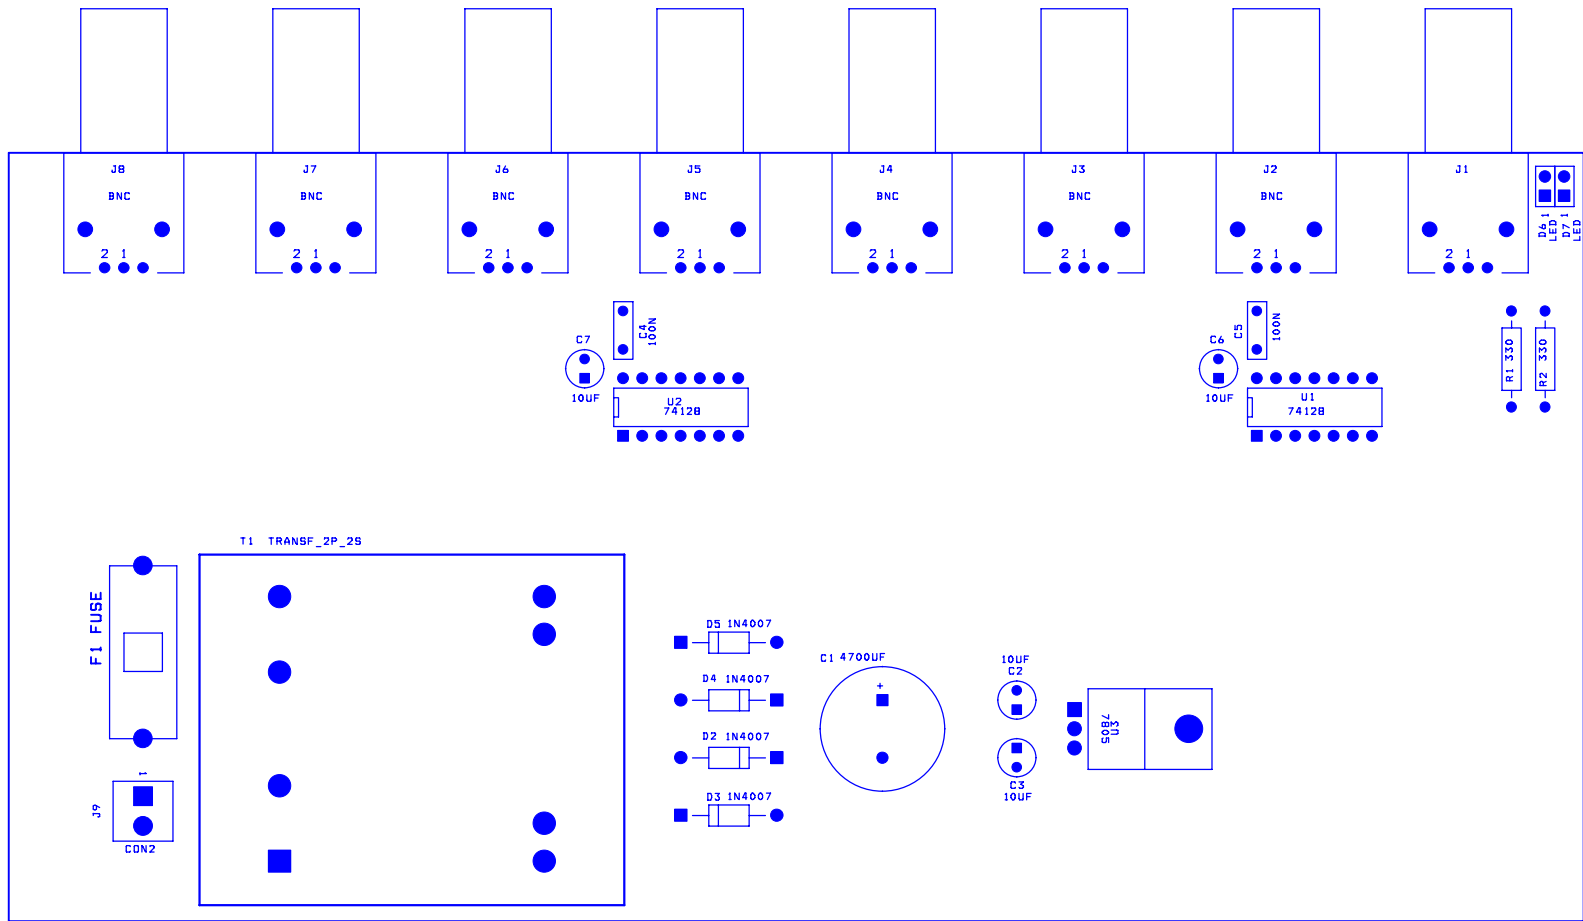 J8 J7 J6 J5 J4 J3 J2 J1
BNC BNC BNC BNC BNC BNC BNC
2 1 2 1 2 1 2 1 2 1 2 1 2 1 2 1
D6 1
LED
D7 1
LED
C7
10UF
C4
100N
U2
74128
C6
10UF
C5
100N
U1
74128
R1 330
R2 330
T1 TRANSF_2P_2S
F1 FUSE
1
J9
CON2
D5 1N4007
D4 1N4007
D2 1N4007
D3 1N4007
C1 4700UF
+
10UF
C2
C3
10UF
U3
7805